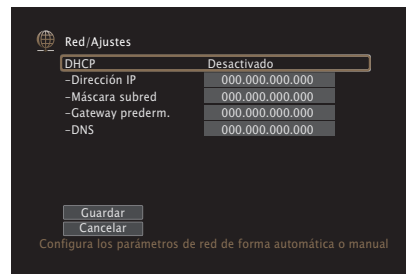 Red/Ajustes
DHCP Desactivado
-Dirección IP 000.000.000.000
-Máscara subred 000.000.000.000
-Gateway prederm. 000.000.000.000
-DNS 000.000.000.000
Guardar
Cancelar
Configura los parámetros de red de forma automática o manual